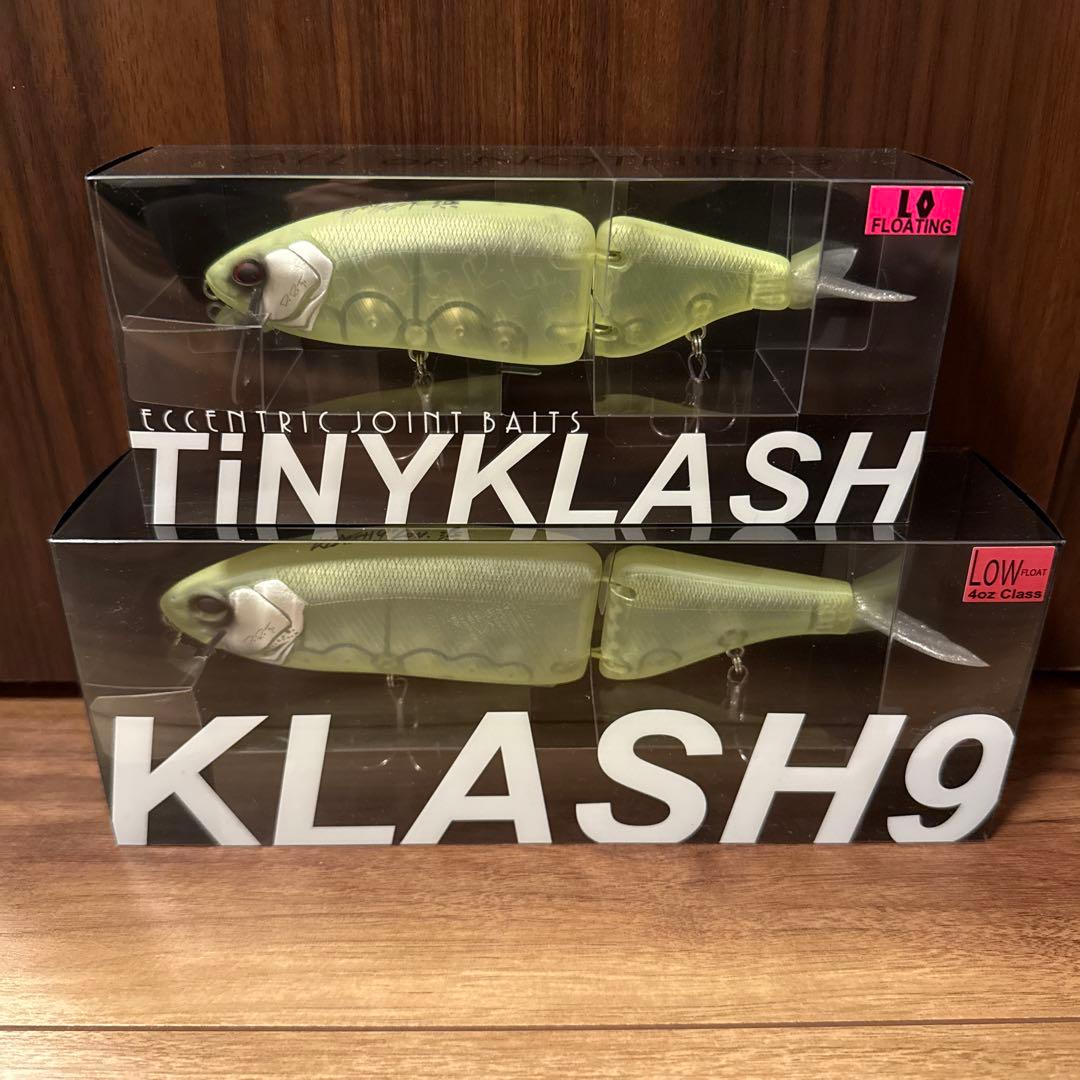 LO
FLOATING
ECCENTRIC JOINT BAITS
TiNYKLASH
LOW FLOAT
4oz Class
KLASH9